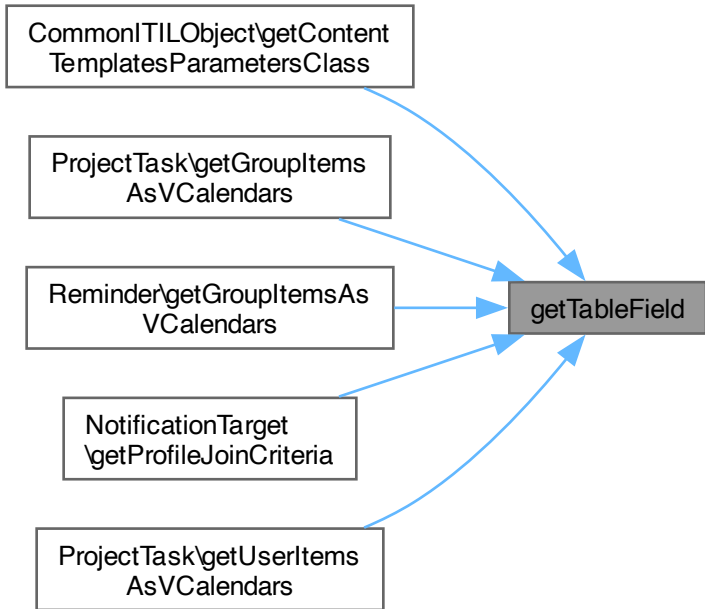 CommonITILObject\getContent
TemplatesParametersClass
ProjectTask\getGroupItems
AsVCalendars
Reminder\getGroupItemsAs
VCalendars
getTableField
NotificationTarget
\getProfileJoinCriteria
ProjectTask\getUserItems
AsVCalendars